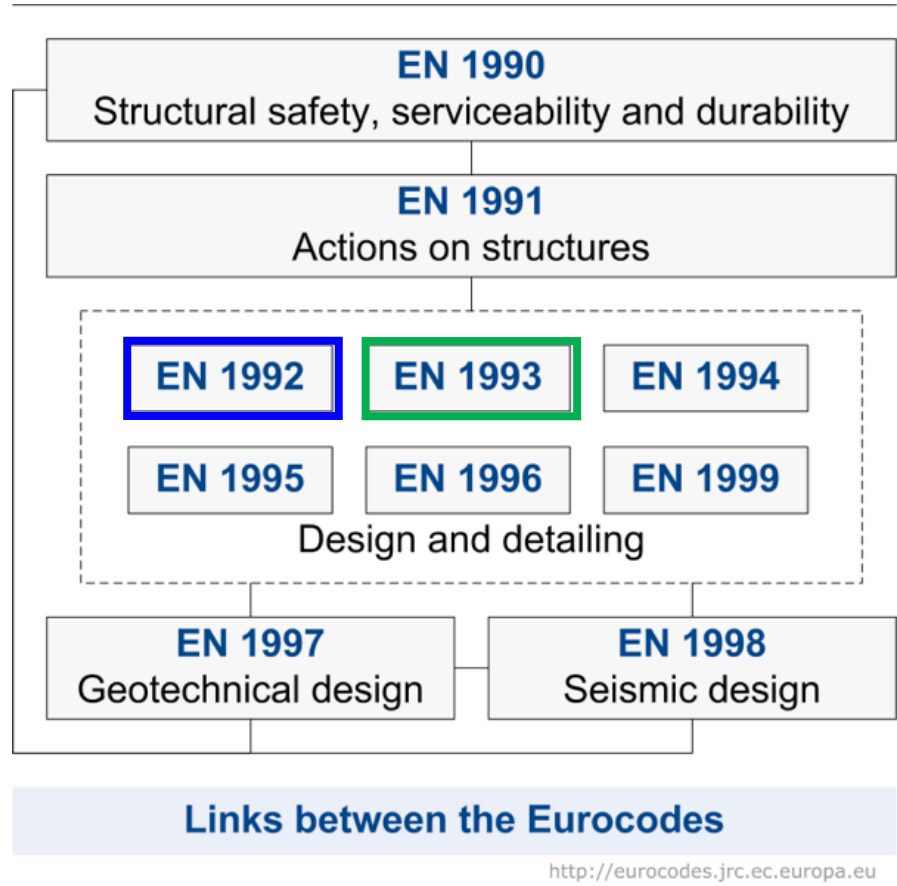 EN 1990
Structural safety, serviceability and durability
EN 1991
Actions on structures
EN 1992 EN 1993 EN 1994
EN 1995 EN 1996 EN 1999
Design and detailing
EN 1997
Geotechnical design
EN 1998
Seismic design
Links between the Eurocodes
http://eurocodes.jrc.ec.europa.eu